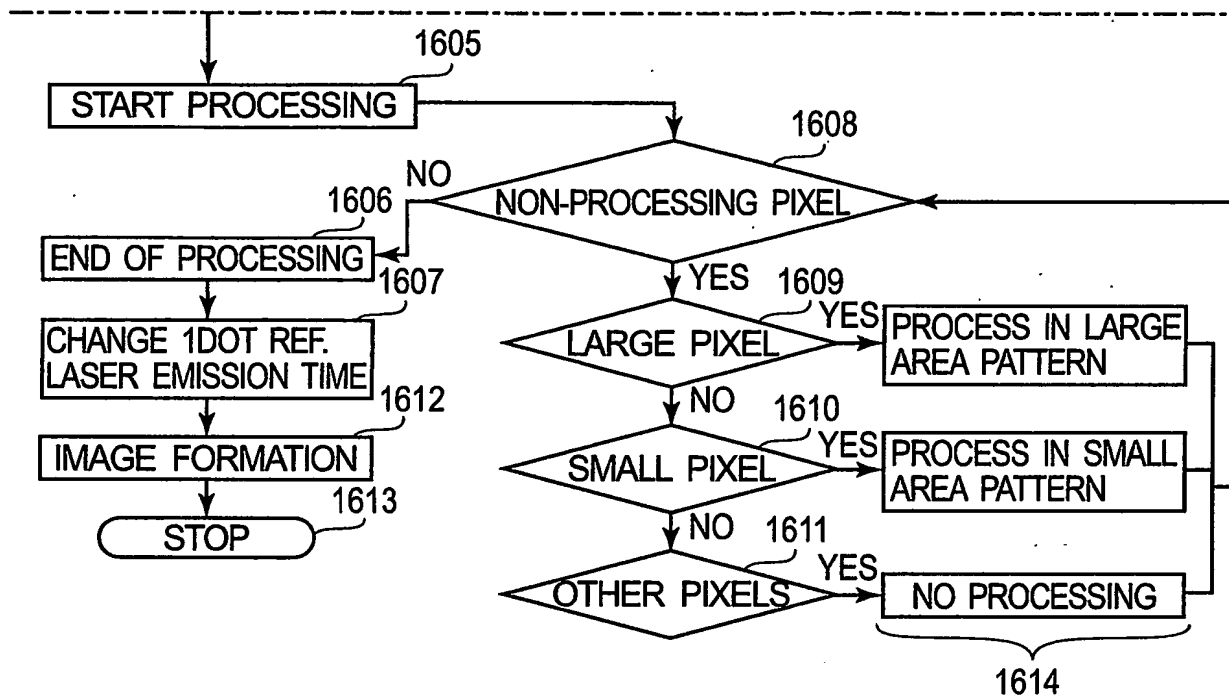 1605
START PROCESSING
1608
NO
NON-PROCESSING PIXEL
1606
END OF PROCESSING
YES
1607
1609
CHANGE 1DOT REF.
LASER EMISSION TIME
LARGE PIXEL
YES
PROCESS IN LARGE
AREA PATTERN
1612
NO
1610
IMAGE FORMATION
SMALL PIXEL
YES
PROCESS IN SMALL
AREA PATTERN
1613
STOP
NO
1611
OTHER PIXELS
YES
NO PROCESSING
1614